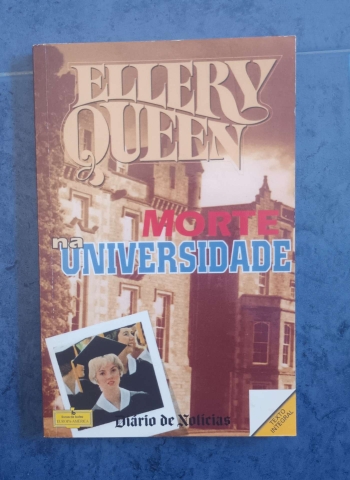 ELLERY
QUEEN
MORTE
na
UNIVERSIDADE
Diário de Notícias
TEXTO
INTEGRAL